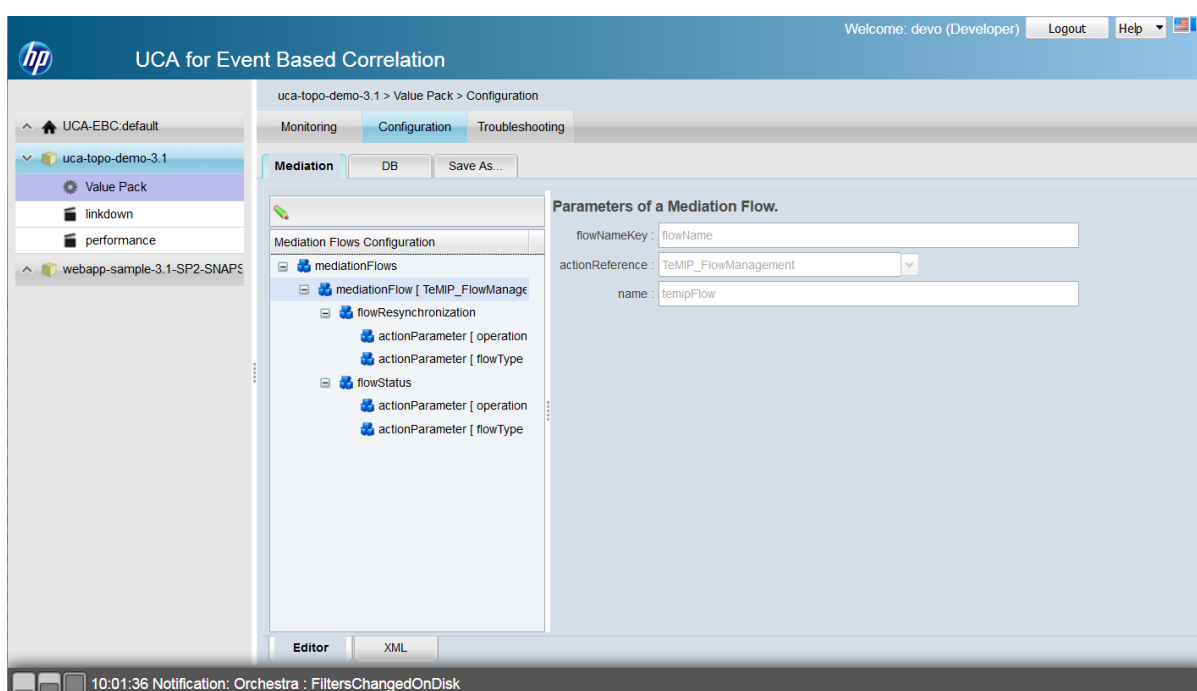 Welcome: devo (Developer) Logout Help
hp UCA for Event Based Correlation
uca-topo-demo-3.1 > Value Pack > Configuration
UCA-EBC:default
uca-topo-demo-3.1
Value Pack
linkdown
performance
webapp-sample-3.1-SP2-SNAPS
Monitoring Configuration Troubleshooting
Mediation DB Save As...
Mediation Flows Configuration
mediationFlows
mediationFlow [ TeMIP_FlowManage
flowResynchronization
actionParameter [ operation
actionParameter [ flowType
flowStatus
actionParameter [ operation
actionParameter [ flowType
Parameters of a Mediation Flow.
flowNameKey : flowName
actionReference : TeMIP_FlowManagement
name : temipFlow
Editor XML
10:01:36 Notification: Orchestra : FiltersChangedOnDisk